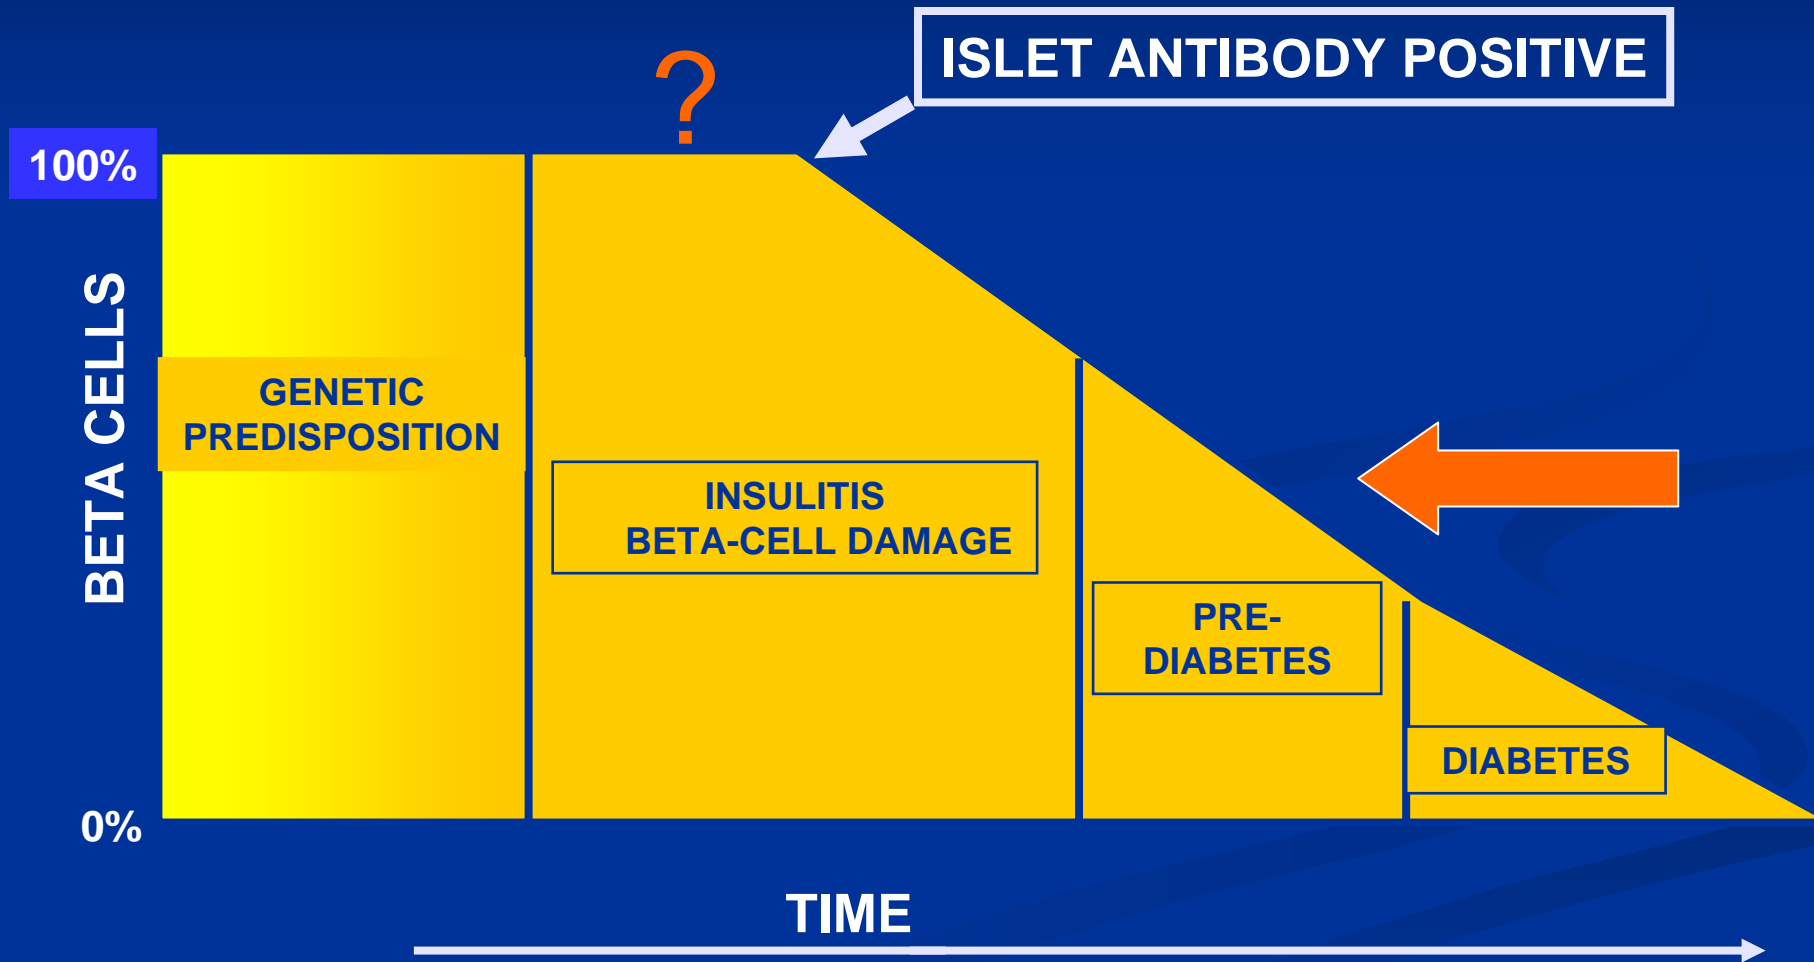 ISLET ANTIBODY POSITIVE
?
100%
BETA CELLS
GENETIC
PREDISPOSITION
INSULITIS
BETA-CELL DAMAGE
PRE-
DIABETES
DIABETES
0%
TIME